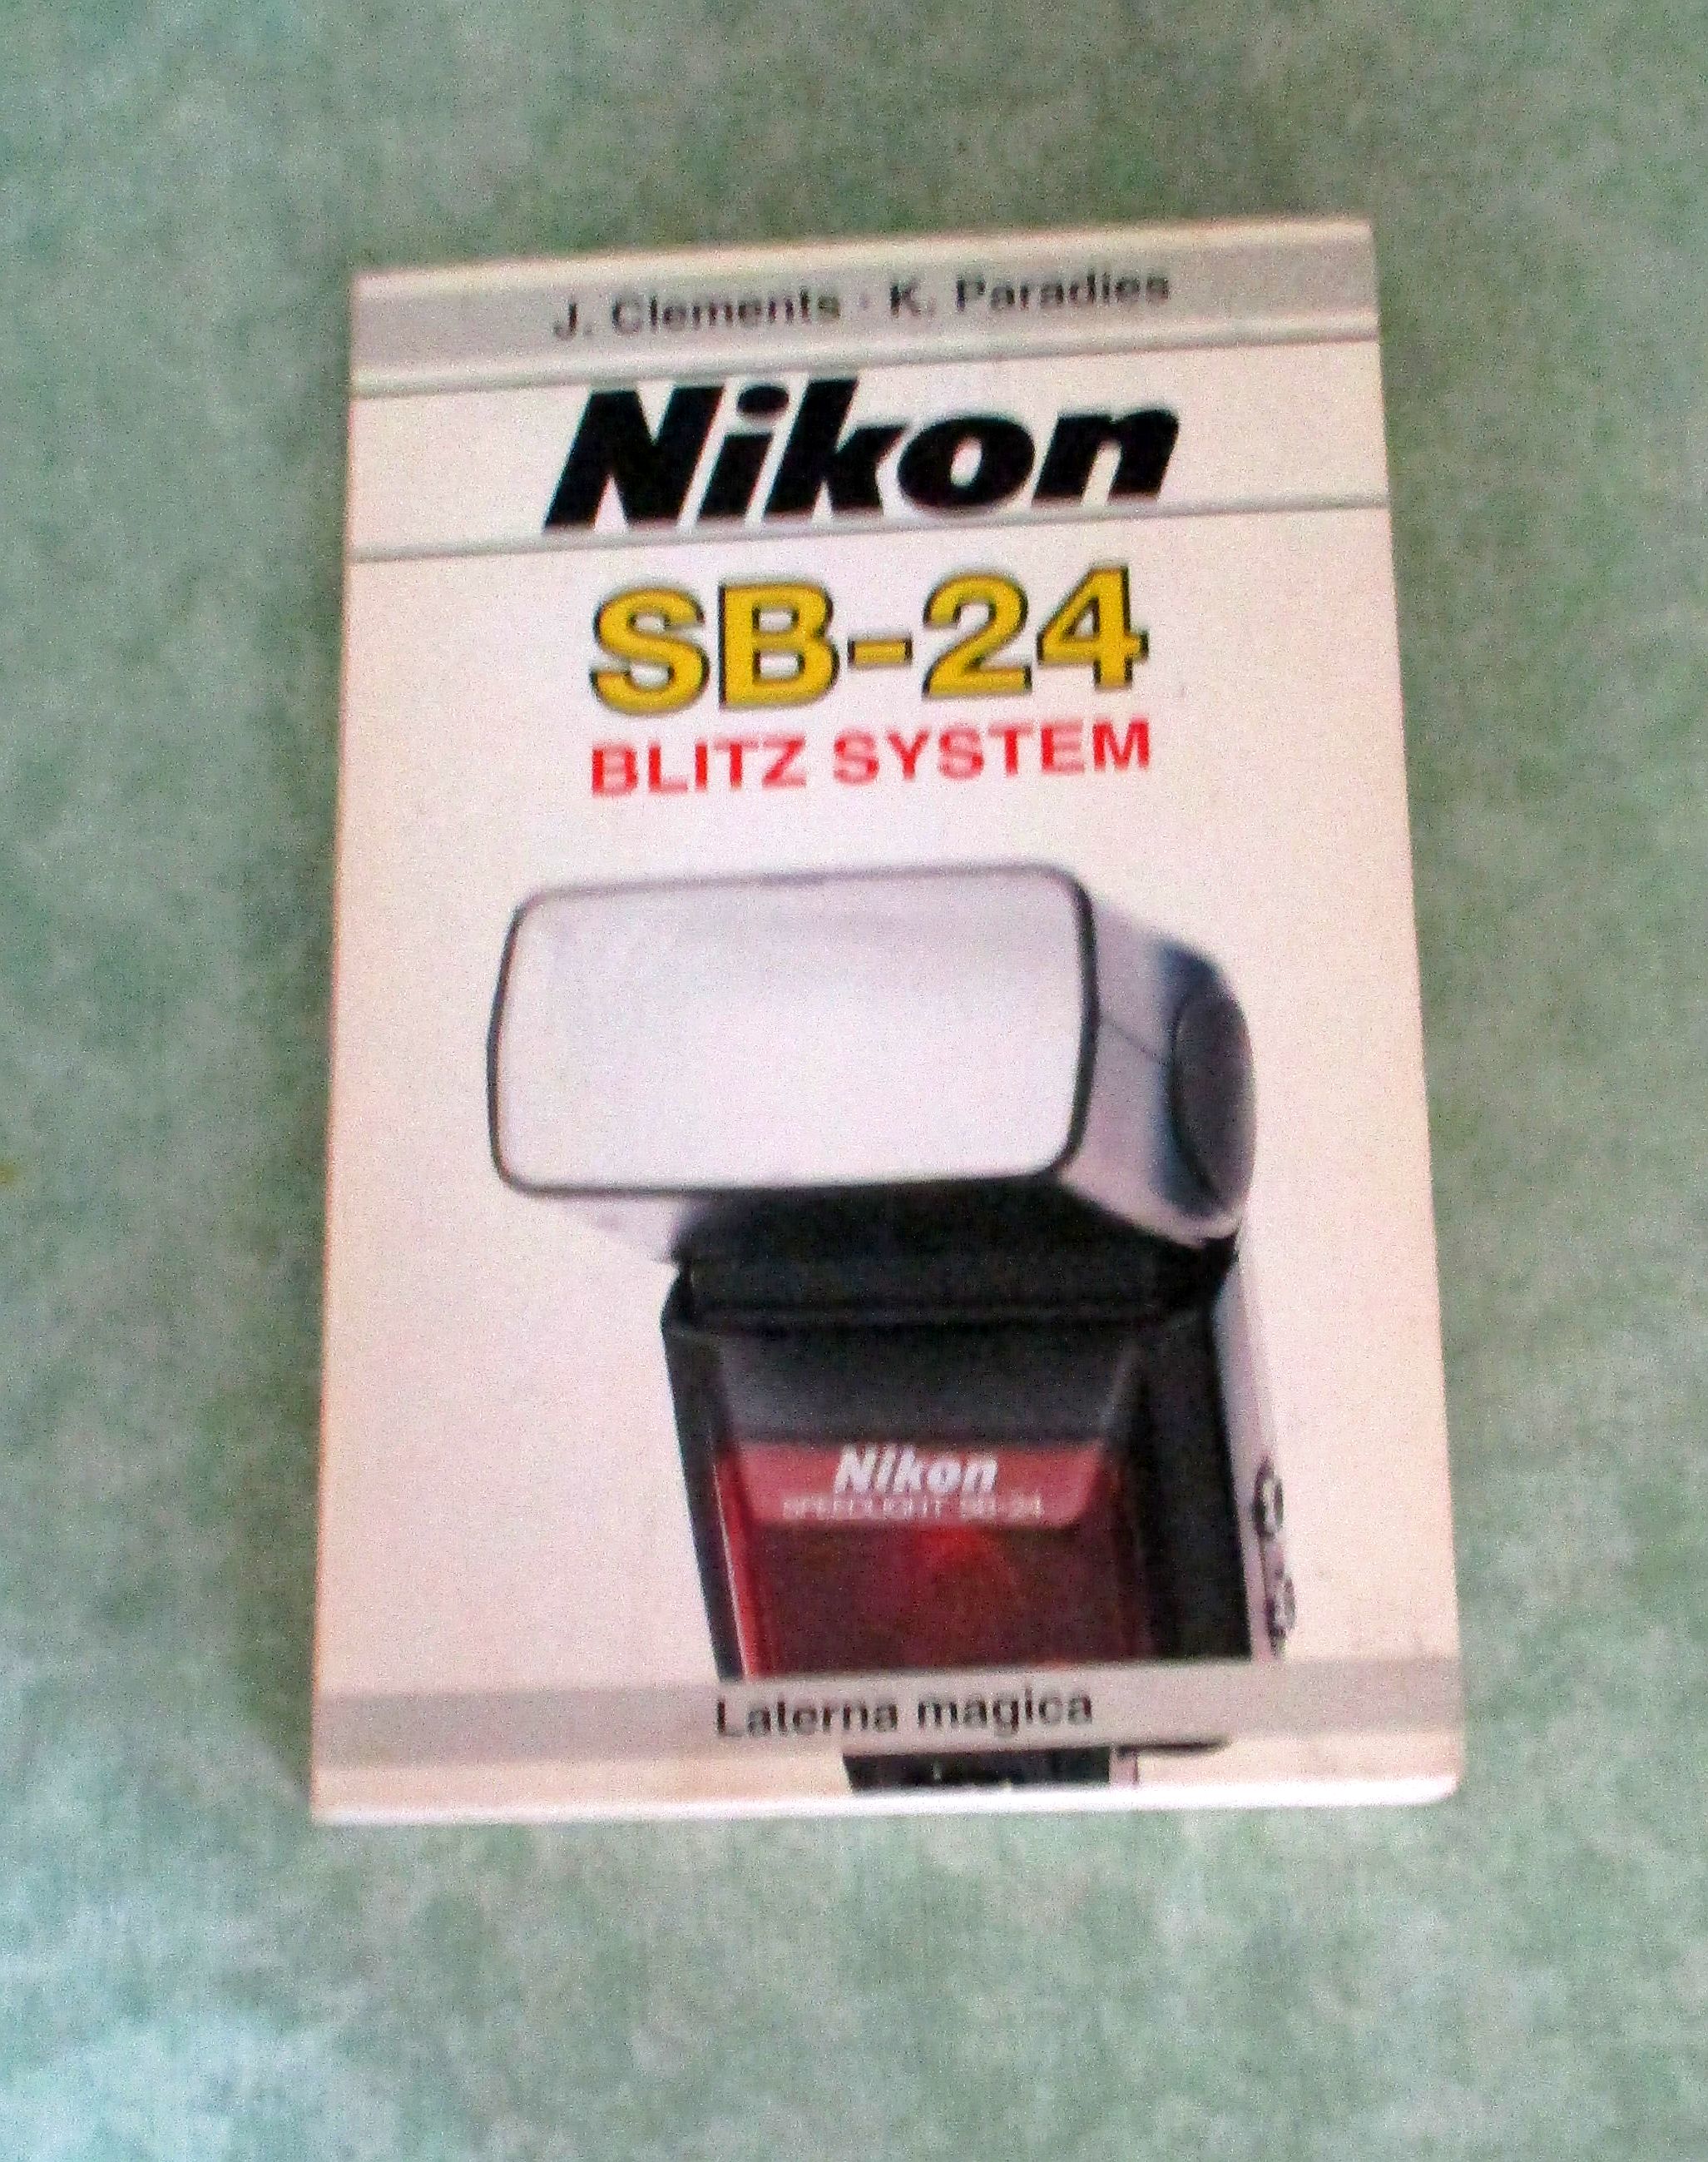 J. Clements · K. Paradies
Nikon
SB-24
BLITZ SYSTEM
Nikon
SPEEDLIGHT SB-24
Laterna magica